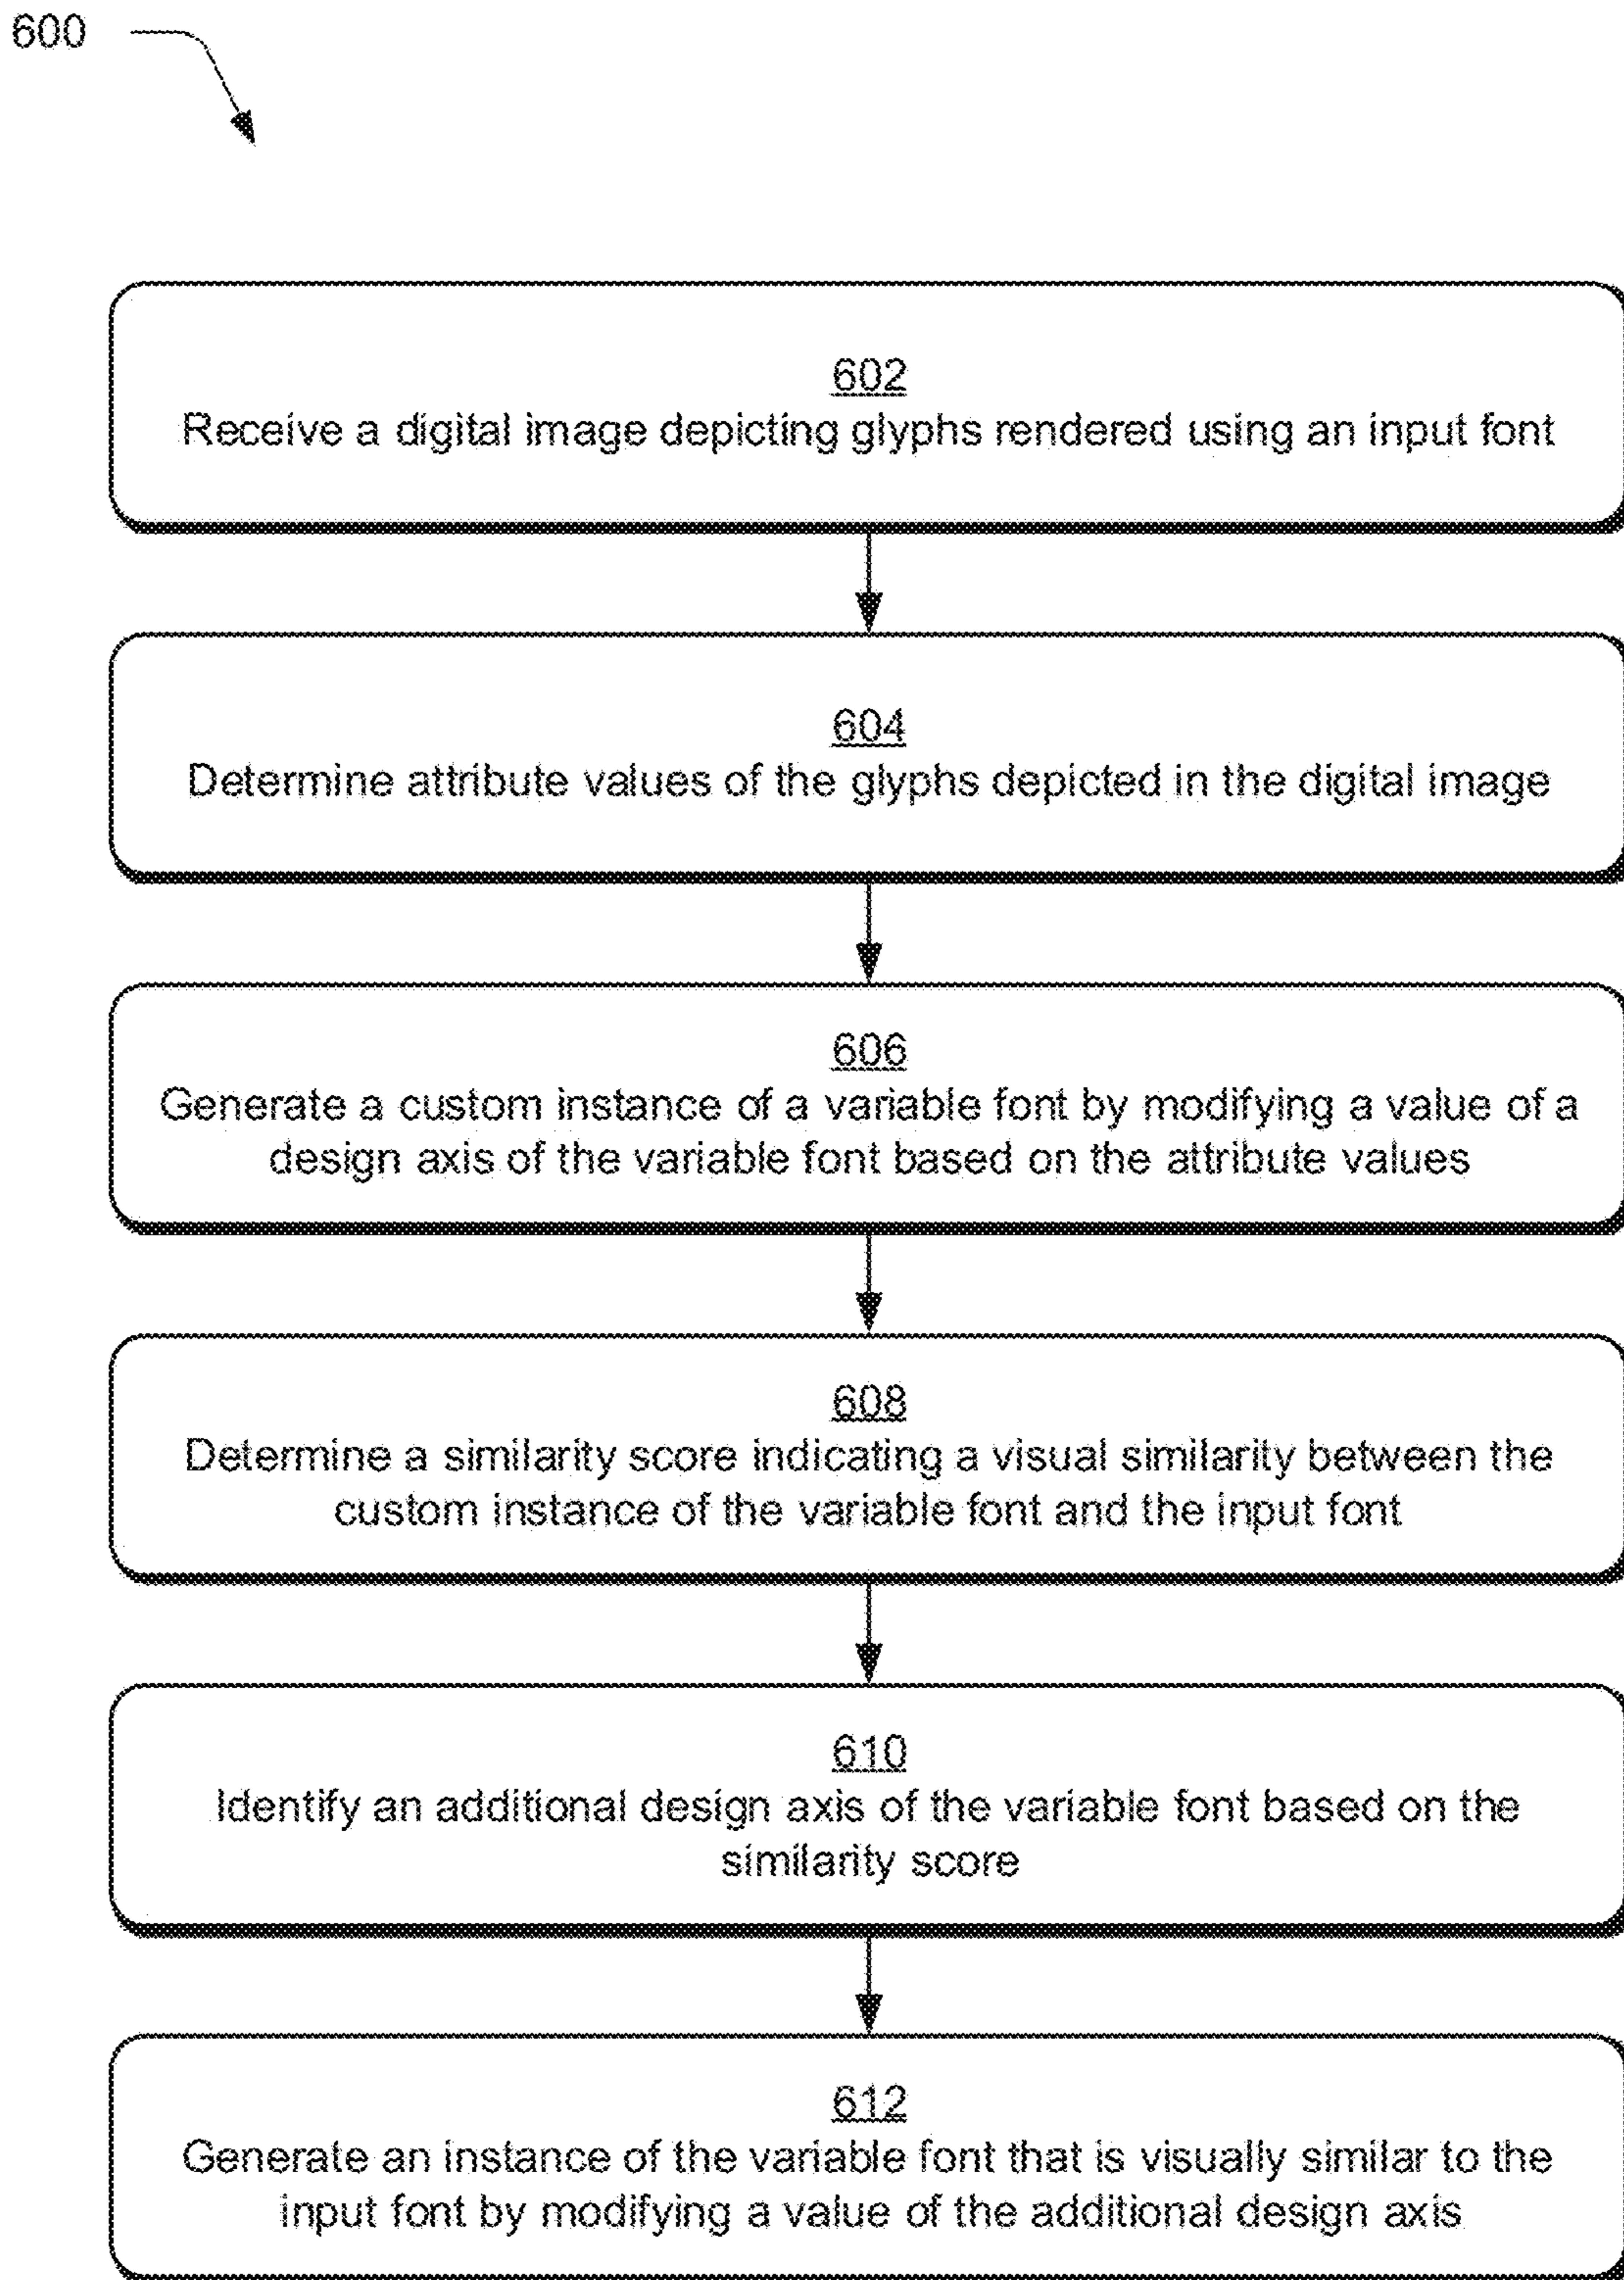 600
602
Receive a digital image depicting glyphs rendered using an input font
604
Determine attribute values of the glyphs depicted in the digital image
606
Generate a custom instance of a variable font by modifying a value of a
design axis of the variable font based on the attribute values
608
Determine a similarity score indicating a visual similarity between the
custom instance of the variable font and the input font
610
Identify an additional design axis of the variable font based on the
similarity score
612
Generate an instance of the variable font that is visually similar to the
input font by modifying a value of the additional design axis